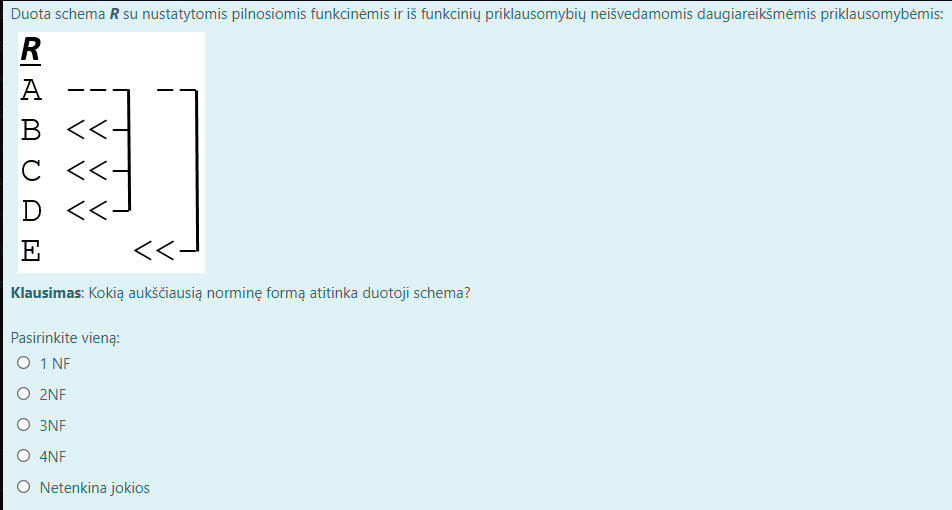 Duota schema R su nustatytomis pilnosiomis funkcinėmis ir iš funkcinių priklausomybių neišvedamomis daugiareikšmėmis priklausomybėmis:
R
A ---
B <<-
C <<-
D <<-
E <<-
Klausimas: Kokią aukščiausią norminę formą atitinka duotoji schema?
Pasirinkite vieną:
1 NF
2NF
3NF
4NF
Netenkina jokios